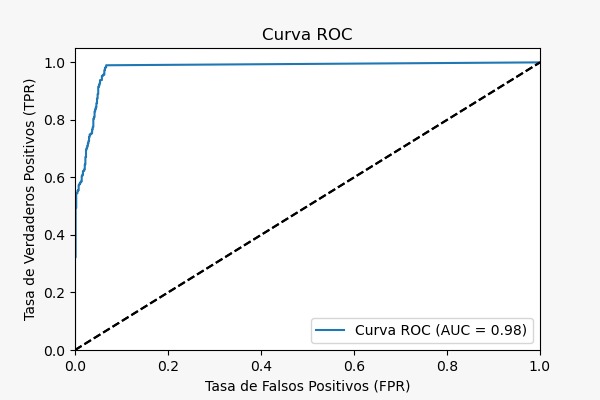 Curva ROC
1.0
0.8
0.6
0.4
0.2
0.0
Tasa de Verdaderos Positivos (TPR)
Curva ROC (AUC = 0.98)
0.0 0.2 0.4 0.6 0.8 1.0
Tasa de Falsos Positivos (FPR)